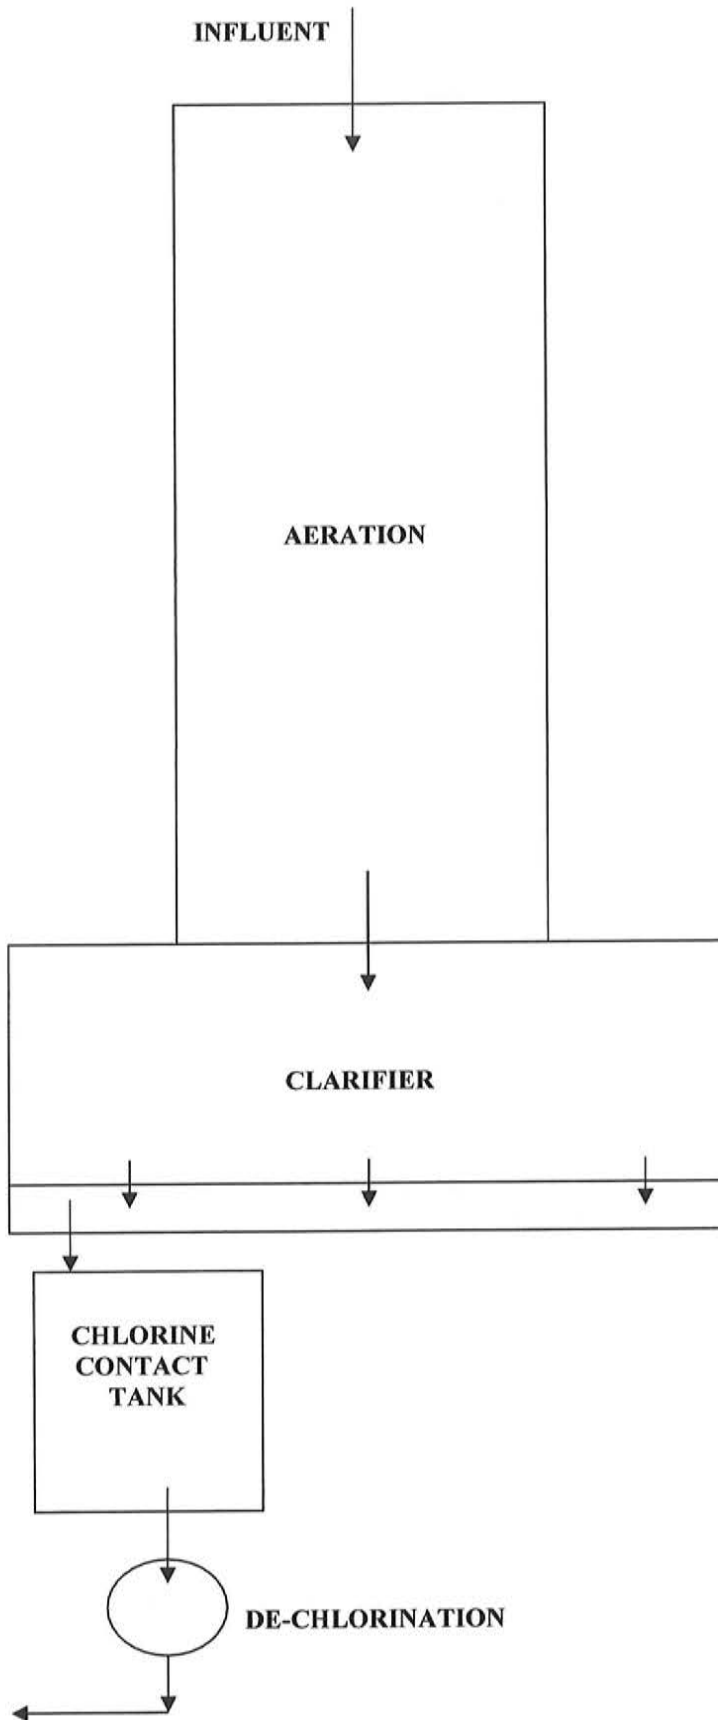 INFLUENT
AERATION
CLARIFIER
CHLORINE
CONTACT
TANK
DE-CHLORINATION